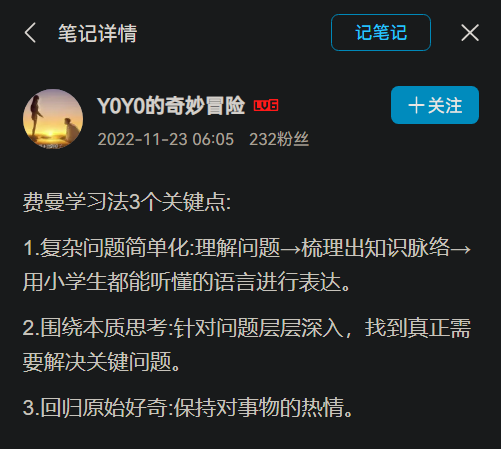 笔记详情
记笔记
Y0Y0的奇妙冒险 LV6
+关注
2022-11-23 06:05 232粉丝
费曼学习法3个关键点:
1.复杂问题简单化:理解问题→梳理出知识脉络→
用小学生都能听懂的语言进行表达。
2.围绕本质思考:针对问题层层深入，找到真正需
要解决关键问题。
3.回归原始好奇:保持对事物的热情。